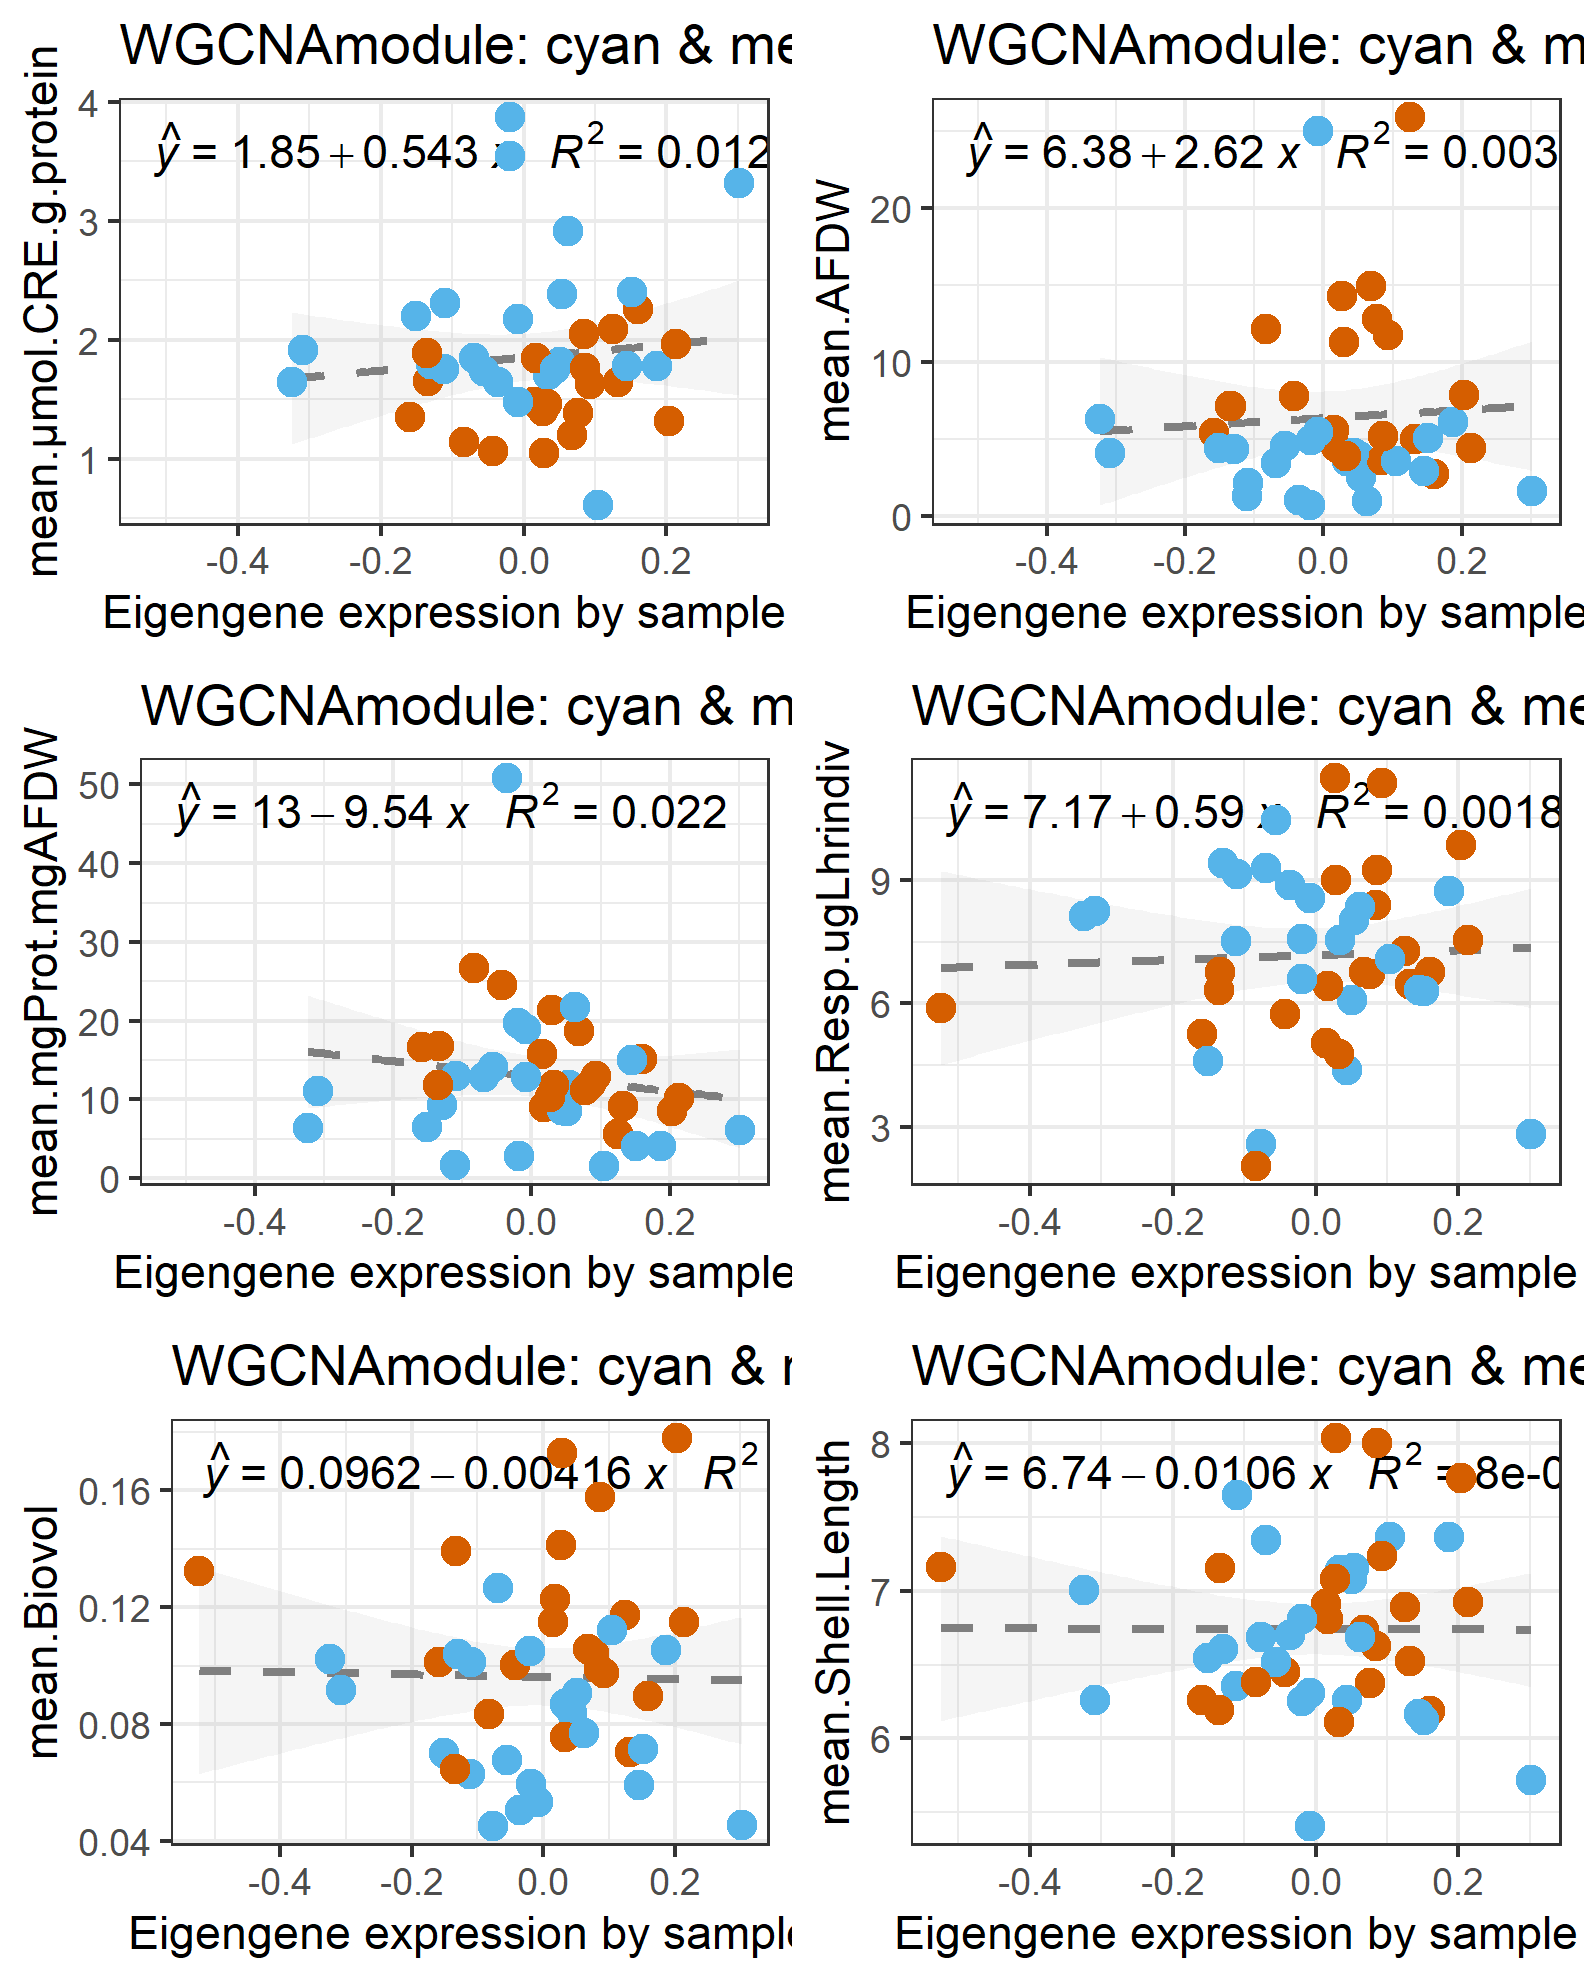 WGCNAmodule: cyan & me
mean.µmol.CRE.g.protein
ŷ = 1.85 + 0.543 x R² = 0.012
4
3
2
1
-0.4 -0.2 0.0 0.2
Eigengene expression by sample
WGCNAmodule: cyan & m
mean.AFDW
ŷ = 6.38 + 2.62 x R² = 0.003
20
10
0
-0.4 -0.2 0.0 0.2
Eigengene expression by sample
WGCNAmodule: cyan & m
mean.mgProt.mgAFDW
ŷ = 13 − 9.54 x R² = 0.022
50
40
30
20
10
0
-0.4 -0.2 0.0 0.2
Eigengene expression by sample
WGCNAmodule: cyan & me
mean.Resp.ugLhrindiv
ŷ = 7.17 + 0.59 x R² = 0.0018
9
6
3
-0.4 -0.2 0.0 0.2
Eigengene expression by sample
WGCNAmodule: cyan &
mean.Biovol
ŷ = 0.0962 − 0.00416 x R²
0.16
0.12
0.08
0.04
-0.4 -0.2 0.0 0.2
Eigengene expression by sample
WGCNAmodule: cyan & me
mean.Shell.Length
ŷ = 6.74 − 0.0106 x R² = 8e-0
8
7
6
-0.4 -0.2 0.0 0.2
Eigengene expression by sample